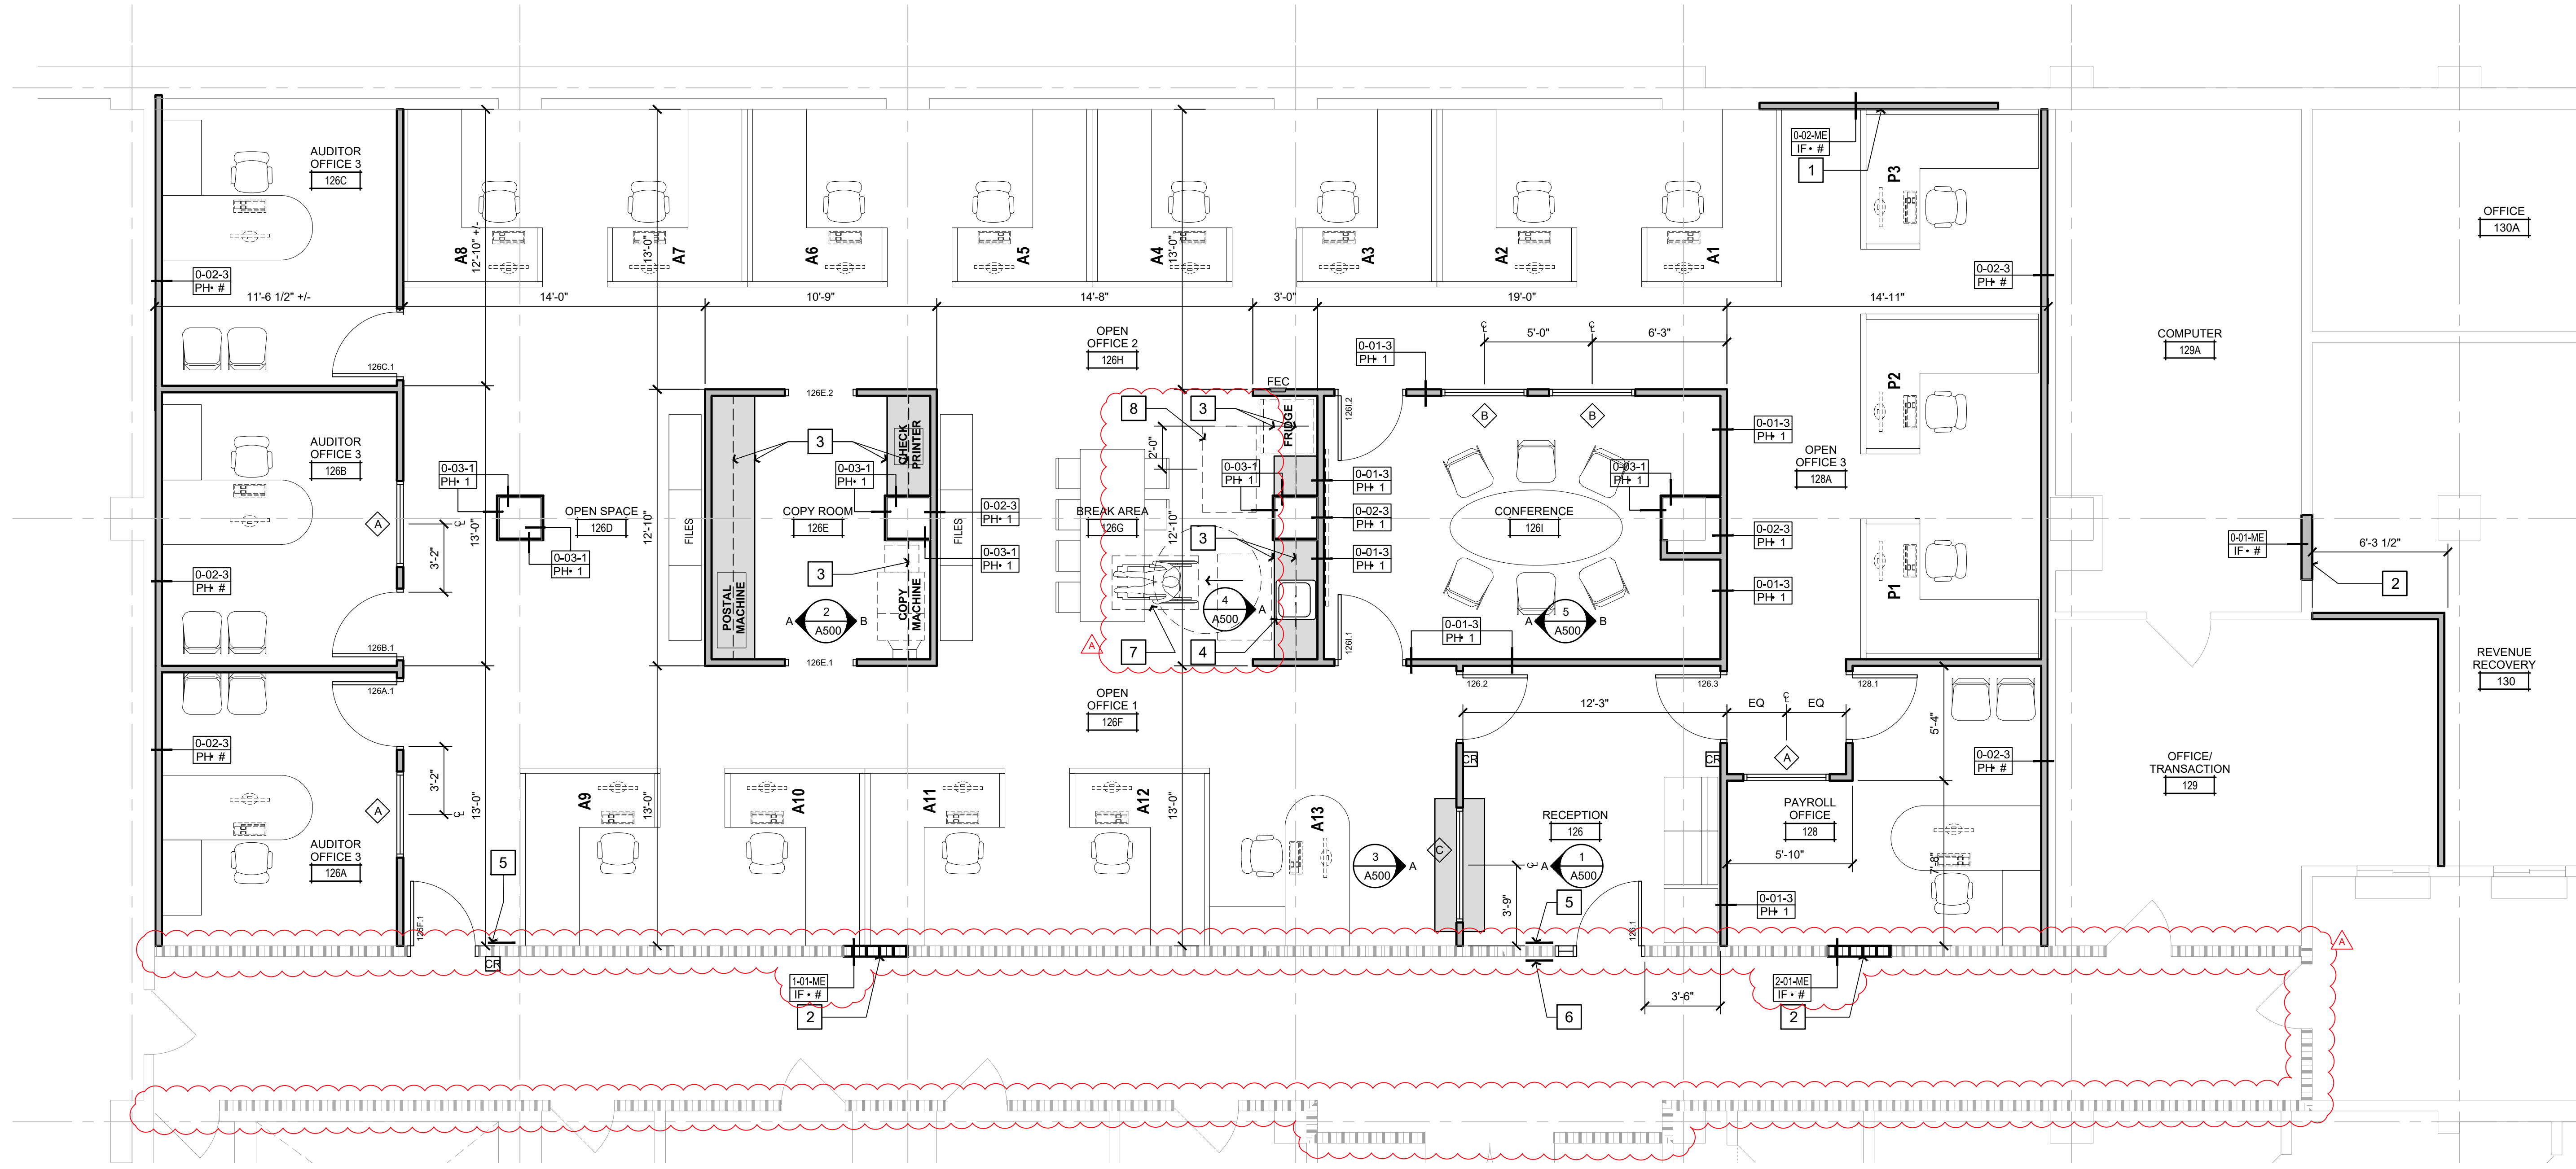 AUDITOR
OFFICE 3
126C
A8
12'-10" +/-
13'-0"
A7
A6
A5
A4
13'-0"
A3
A2
A1
0-02-ME
IF • #
1
P3
OFFICE
130A
0-02-3
PH• #
0-02-3
PH• #
11'-6 1/2" +/-
14'-0"
10'-9"
14'-8"
3'-0"
19'-0"
14'-11"
OPEN
OFFICE 2
126H
5'-0"
6'-3"
COMPUTER
129A
0-01-3
PH• 1
126C.1
FEC
P2
126E.2
8
3
126I.2
B
B
AUDITOR
OFFICE 3
126B
3
CHECK
PRINTER
FRIDGE
2'-0"
0-01-3
PH• 1
OPEN
OFFICE 3
128A
0-03-1
PH• 1
0-03-1
PH• 1
0-03-1
PH• 1
0-01-3
PH• 1
0-03-1
PH• 1
A
OPEN SPACE
126D
COPY ROOM
126E
0-02-3
PH• 1
BREAK AREA
126G
0-02-3
PH• 1
CONFERENCE
126I
0-02-3
PH• 1
13'-0"
3'-2"
FILES
12'-10"
FILES
12'-10"
3
0-01-ME
IF • #
6'-3 1/2"
0-03-1
PH• 1
0-03-1
PH• 1
0-01-3
PH• 1
0-02-3
PH• #
3
2
0-01-3
PH• 1
P1
POSTAL
MACHINE
COPY
MACHINE
A
2
A500
B
4
A500
A
0-01-3
PH• 1
A
5
A500
B
126B.1
126E.1
A
7
4
126I.1
REVENUE
RECOVERY
130
126A.1
OPEN
OFFICE 1
126F
126.2
126.3
128.1
12'-3"
EQ
EQ
5'-4"
0-02-3
PH• #
CR
CR
A
0-02-3
PH• #
OFFICE/
TRANSACTION
129
3'-2"
13'-0"
A
A9
13'-0"
A10
A11
A12
13'-0"
A13
RECEPTION
126
PAYROLL
OFFICE
128
AUDITOR
OFFICE 3
126A
5
3
A500
A
C
A
1
A500
5'-10"
7'-8"
126F.1
3'-9"
5
126.1
0-01-3
PH• 1
A
CR
1-01-ME
IF • #
2
3'-6"
6
2-01-ME
IF • #
2